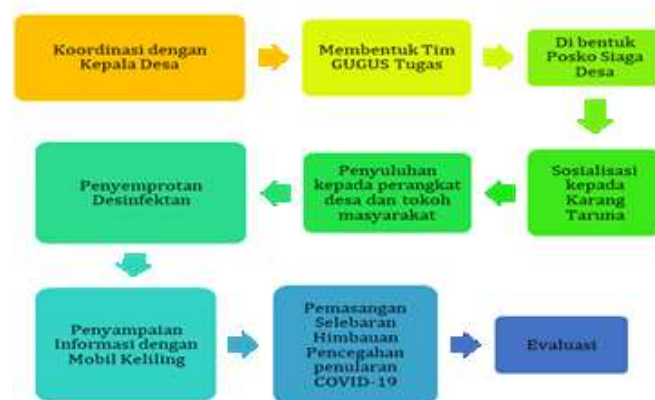 Koordinasi dengan
Kepala Desa
Membentuk Tim
GUGUS Tugas
Di bentuk
Posko Siaga
Desa
Sosialisasi
kepada
Karang
Taruna
Penyuluhan
kepada perangkat
desa dan tokoh
masyarakat
Penyemprotan
Desinfektan
Penyampaian
Informasi dengan
Mobil Keliling
Pemasangan
Selebaran
Himbauan
Pencegahan
penularan
COVID-19
Evaluasi